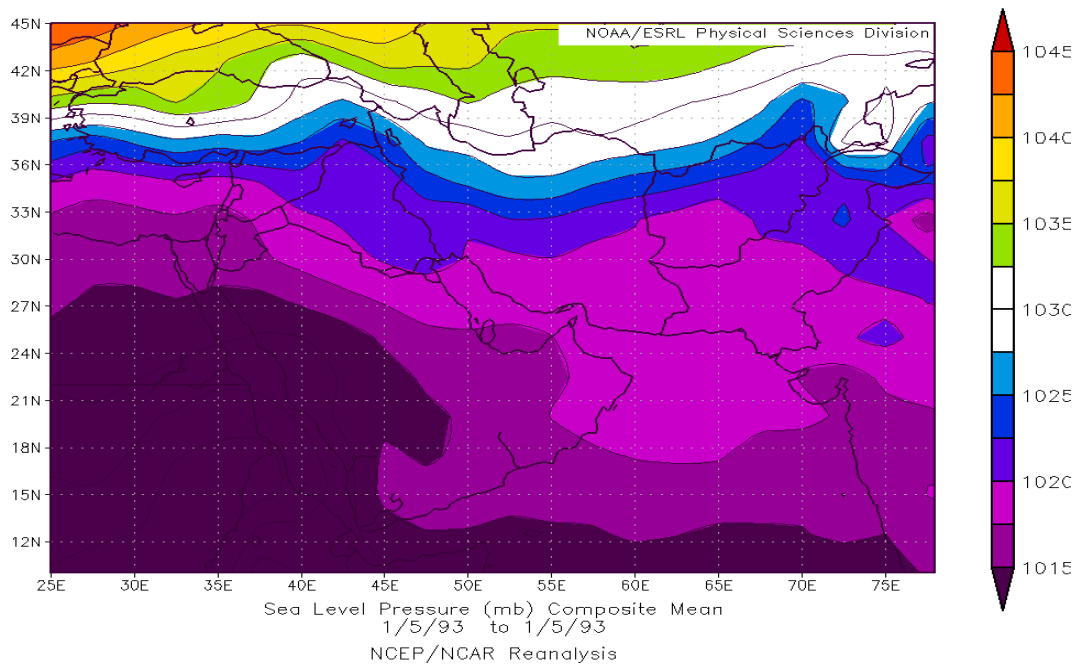 NOAA/ESRL Physical Sciences Division
45N
42N
39N
36N
33N
30N
27N
24N
21N
18N
15N
12N
25E 30E 35E 40E 45E 50E 55E 60E 65E 70E 75E
1045
1040
1035
1030
1025
1020
1015
Sea Level Pressure (mb) Composite Mean
1/5/93 to 1/5/93
NCEP/NCAR Reanalysis